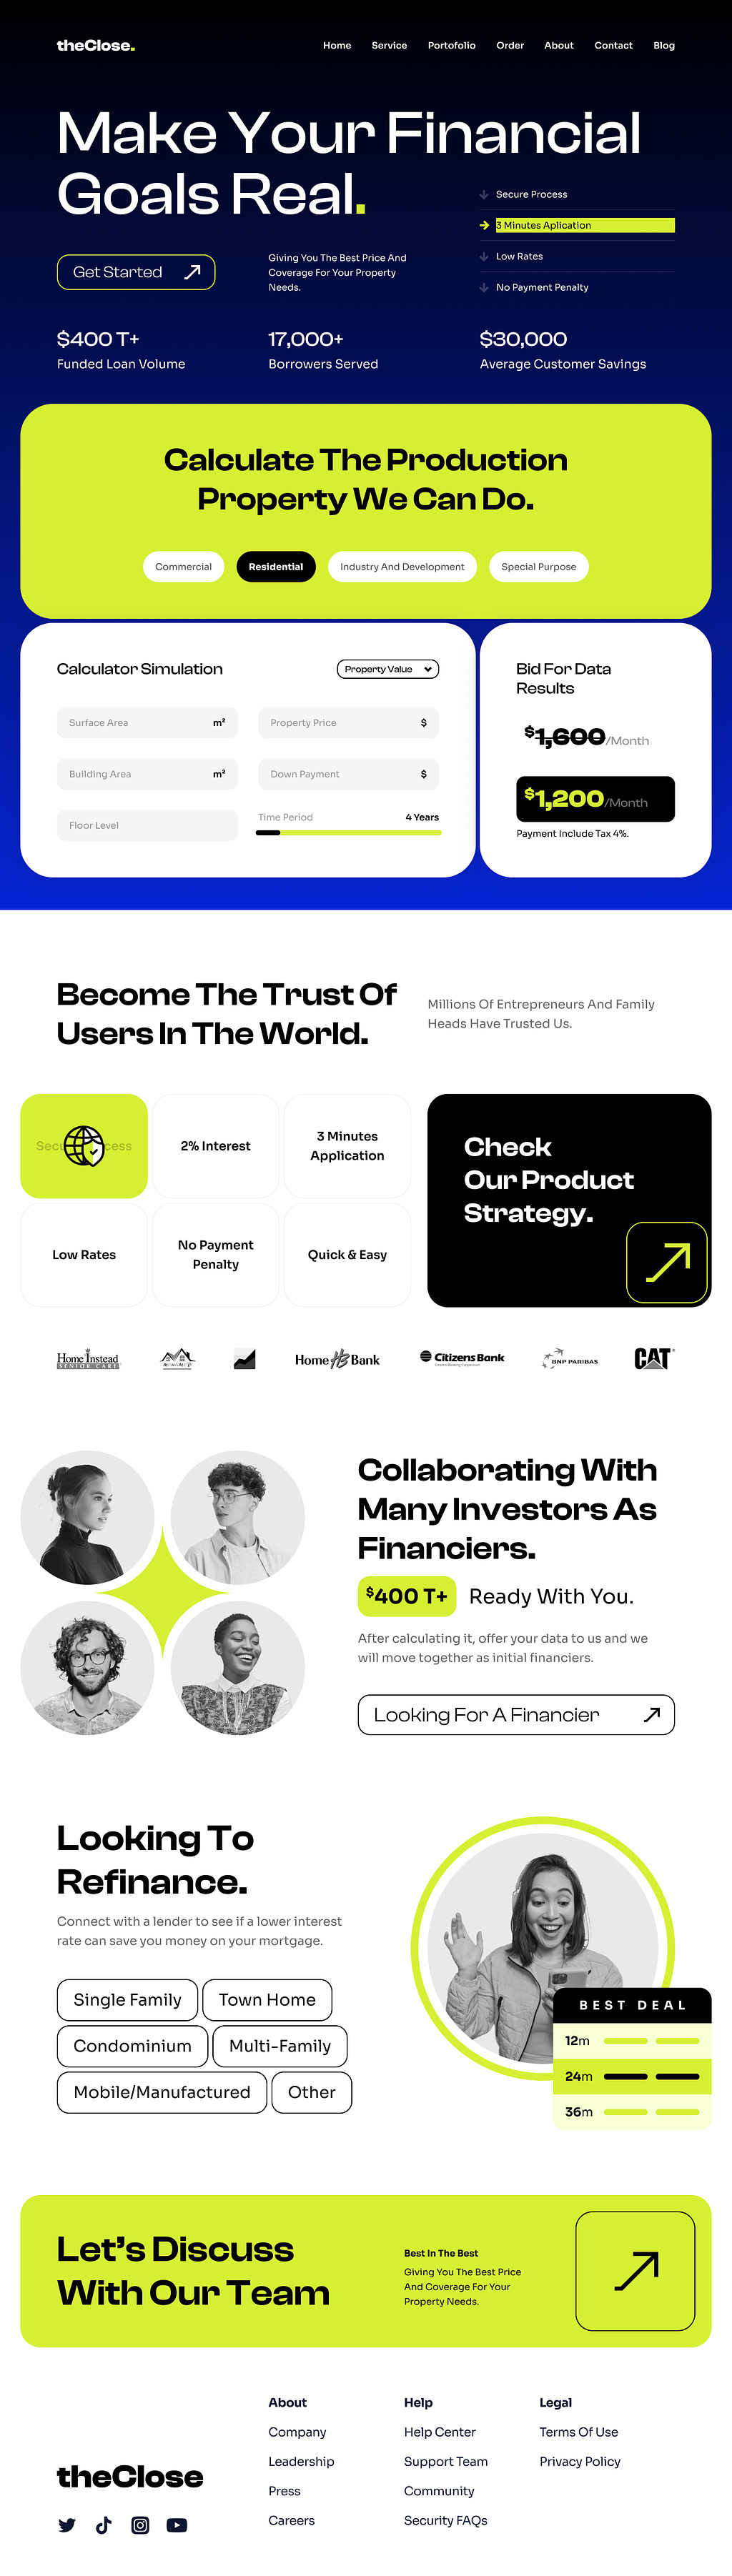 theClose.
Home Service Portofolio Order About Contact Blog
Make Your Financial
Goals Real.
Secure Process
3 Minutes Aplication
Low Rates
No Payment Penalty
Get Started
Giving You The Best Price And
Coverage For Your Property
Needs.
$400 T+
Funded Loan Volume
17,000+
Borrowers Served
$30,000
Average Customer Savings
Calculate The Production
Property We Can Do.
Commercial Residential Industry And Development Special Purpose
Calculator Simulation
Property Value
Surface Area m²
Property Price $
Building Area m²
Down Payment $
Floor Level
Time Period 4 Years
Bid For Data
Results
$1,600/Month
$1,200/Month
Payment Include Tax 4%.
Become The Trust Of
Users In The World.
Millions Of Entrepreneurs And Family
Heads Have Trusted Us.
2% Interest
3 Minutes
Application
Low Rates
No Payment
Penalty
Quick & Easy
Check
Our Product
Strategy.
Home Instead
SENIOR CARE
Home HB Bank
Citizens Bank
BNP PARIBAS
CAT
Collaborating With
Many Investors As
Financiers.
$400 T+ Ready With You.
After calculating it, offer your data to us and we
will move together as initial financiers.
Looking For A Financier
Looking To
Refinance.
Connect with a lender to see if a lower interest
rate can save you money on your mortgage.
Single Family Town Home
Condominium Multi-Family
Mobile/Manufactured Other
BEST DEAL
12m
24m
36m
Let's Discuss
With Our Team
Best In The Best
Giving You The Best Price
And Coverage For Your
Property Needs.
theClose
About
Company
Leadership
Press
Careers
Help
Help Center
Support Team
Community
Security FAQs
Legal
Terms Of Use
Privacy Policy